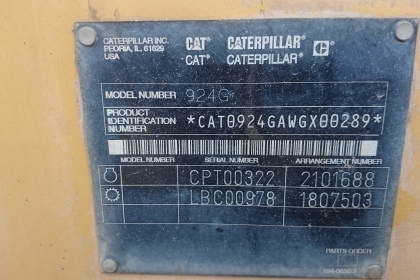 CATERPILLAR INC. CAT® CATERPILLAR
PEORIA, IL. 61629 CAT® CATERPILLAR®
USA
MODEL NUMBER 924G
PRODUCT
IDENTIFICATION *CAT0924GAWGX00289*
NUMBER
MODEL NUMBER SERIAL NUMBER ARRANGEMENT NUMBER
CPT00322 2101688
LBC00978 1807503
PARTS ORDER